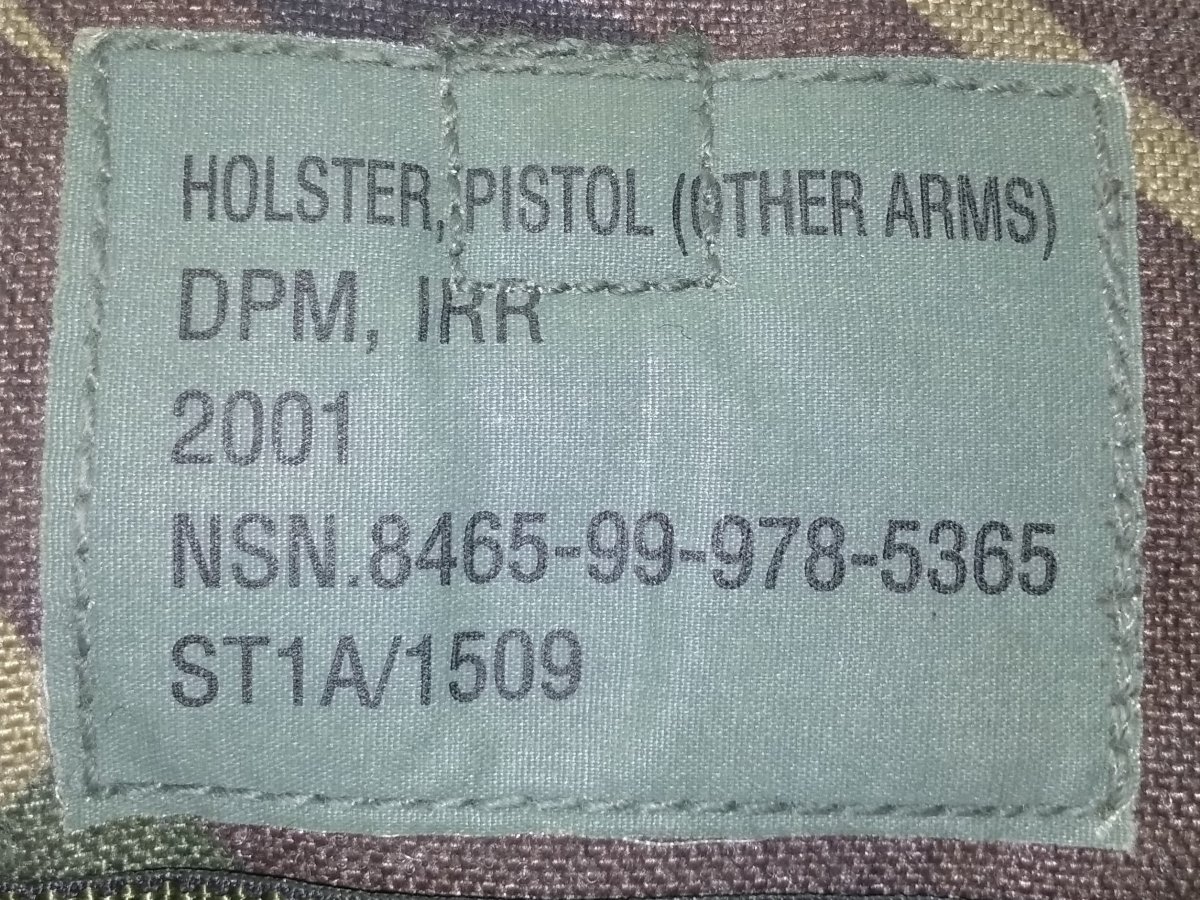 HOLSTER, PISTOL (OTHER ARMS)
DPM, IRR
2001
NSN.8465-99-978-5365
ST1A/1509